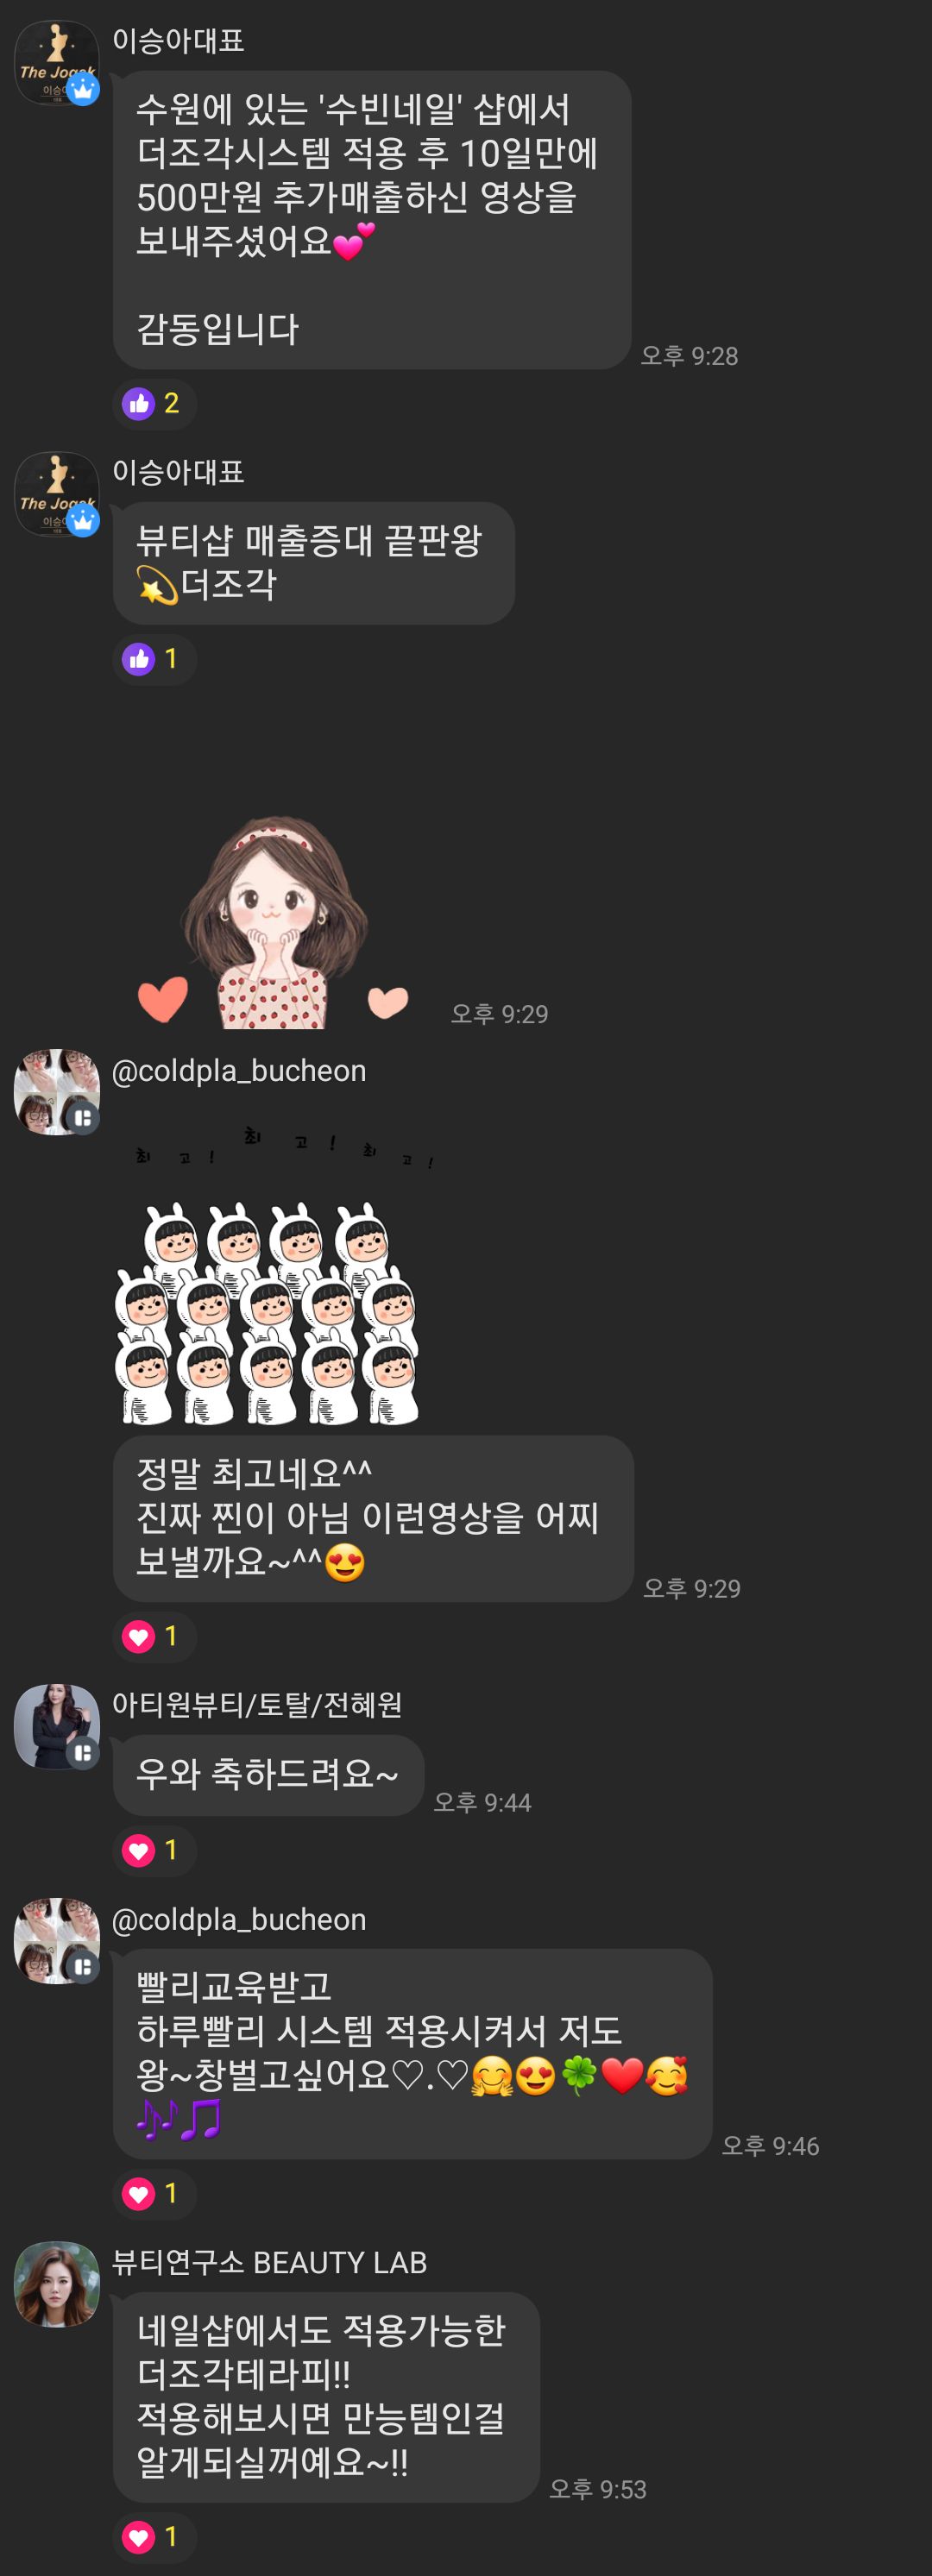 이승아대표
The Jogak
수원에 있는 '수빈네일' 샵에서
더조각시스템 적용 후 10일만에
500만원 추가매출하신 영상을
보내주셨어요💕
감동입니다
오후 9:28
2
이승아대표
The Jogak
뷰티샵 매출증대 끝판왕
💫더조각
1
오후 9:29
@coldpla_bucheon
최 고 ! 최 고 ! 최 고 !
정말 최고네요^^
진짜 찐이 아님 이런영상을 어찌
보낼까요~^^😍
오후 9:29
1
아티원뷰티/토탈/전혜원
우와 축하드려요~
오후 9:44
1
@coldpla_bucheon
빨리교육받고
하루빨리 시스템 적용시켜서 저도
왕~창벌고싶어요♡.♡🤗😍🍀❤️🥰
🎶🎵
오후 9:46
1
뷰티연구소 BEAUTY LAB
네일샵에서도 적용가능한
더조각테라피!!
적용해보시면 만능템인걸
알게되실꺼예요~!!
오후 9:53
1